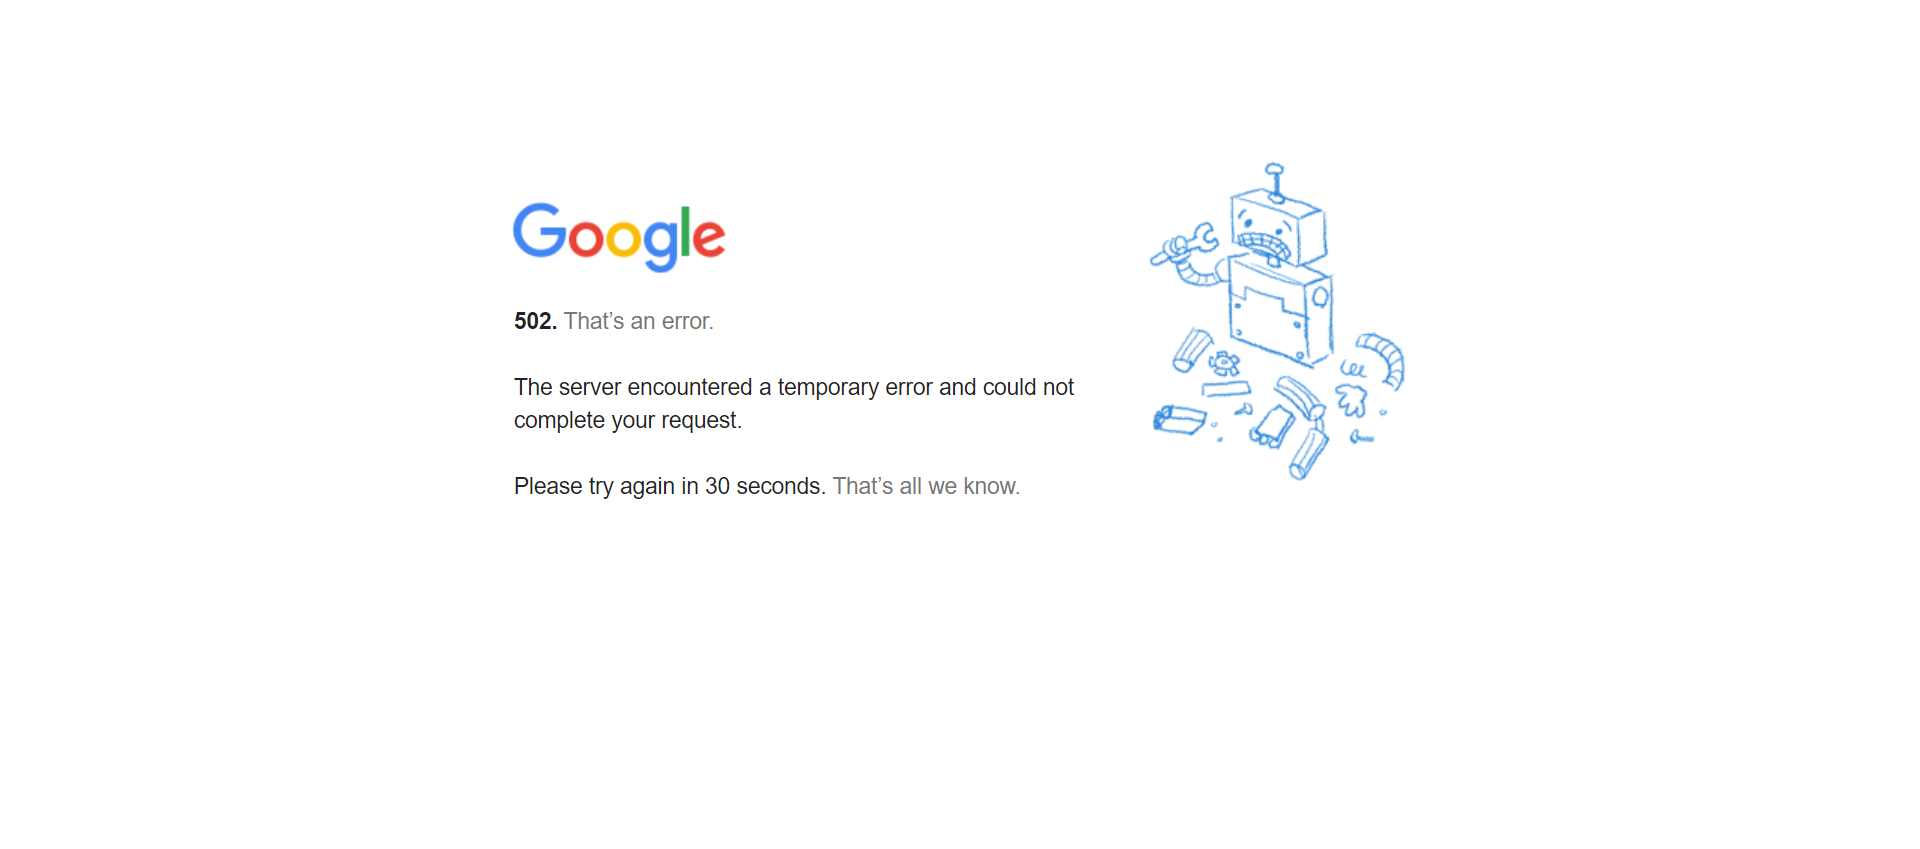 Google
502. That’s an error.
The server encountered a temporary error and could not
complete your request.
Please try again in 30 seconds. That’s all we know.